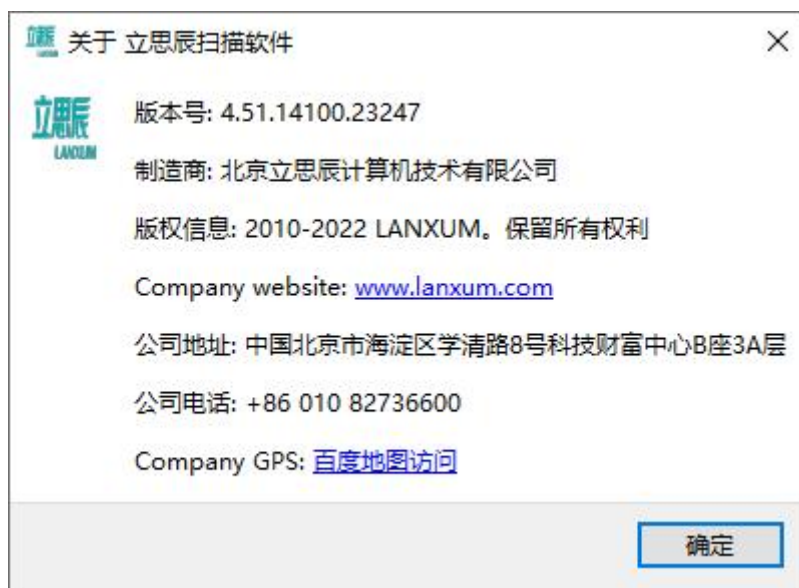 关于 立思辰扫描软件
立思辰
LANXUM
版本号: 4.51.14100.23247
制造商: 北京立思辰计算机技术有限公司
版权信息: 2010-2022 LANXUM。保留所有权利
Company website: www.lanxum.com
公司地址: 中国北京市海淀区学清路8号科技财富中心B座3A层
公司电话: +86 010 82736600
Company GPS: 百度地图访问
确定